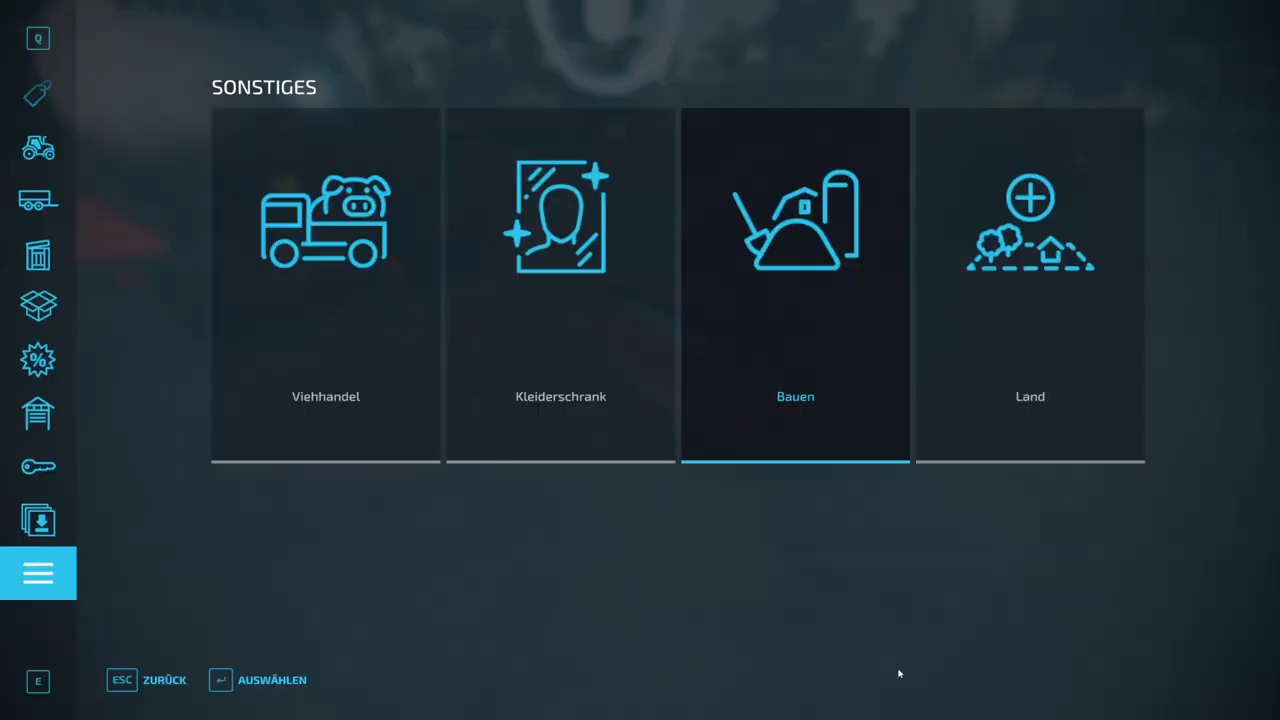 Q
SONSTIGES
%
Viehhandel
Kleiderschrank
Bauen
Land
E
ESC ZURÜCK
AUSWÄHLEN